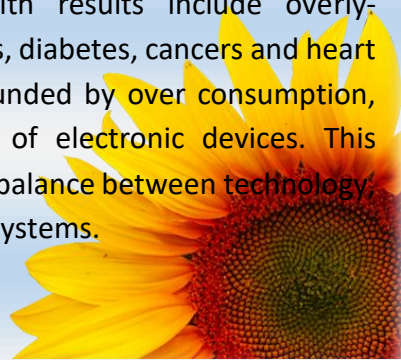 ith results include overly-
s, diabetes, cancers and heart
unded by over consumption,
of electronic devices. This
balance between technology,
ystems.